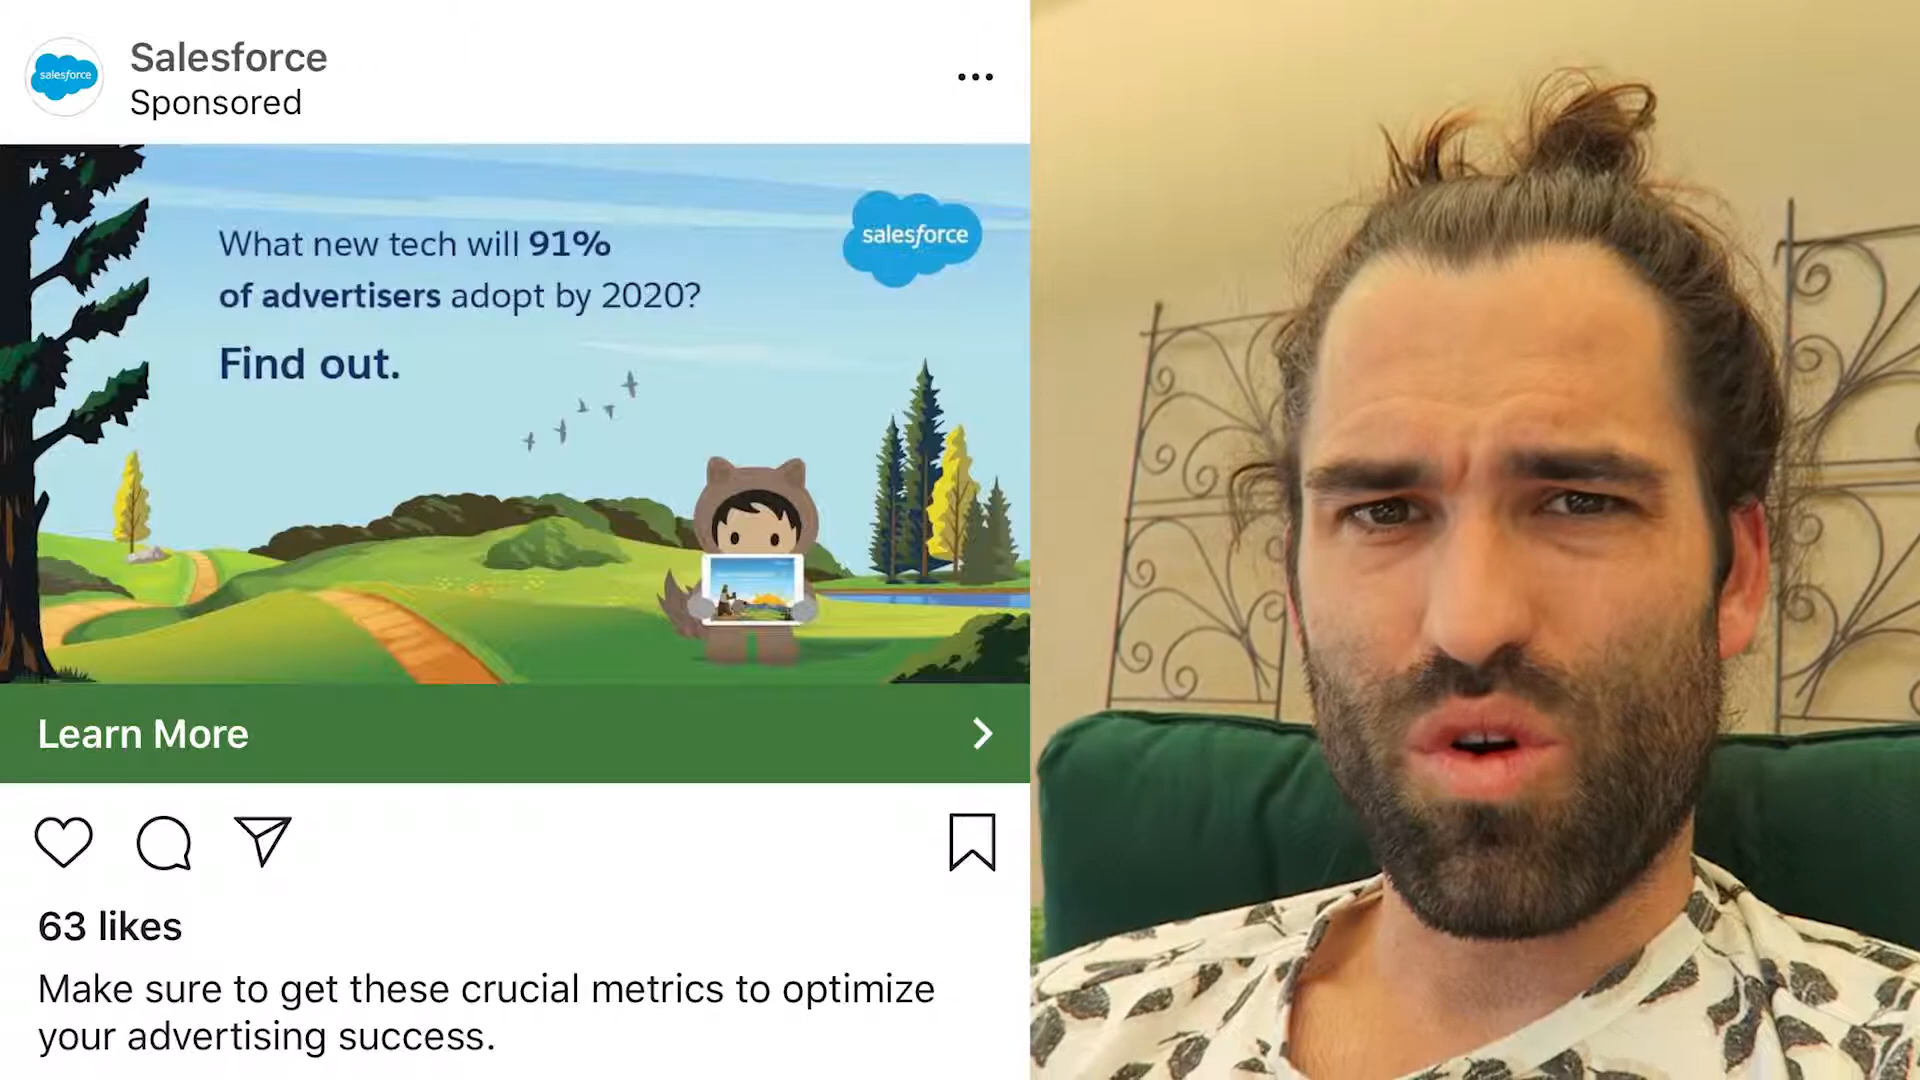 salesforce
Salesforce
Sponsored
What new tech will 91%
of advertisers adopt by 2020?
Find out.
salesforce
Learn More
63 likes
Make sure to get these crucial metrics to optimize
your advertising success.